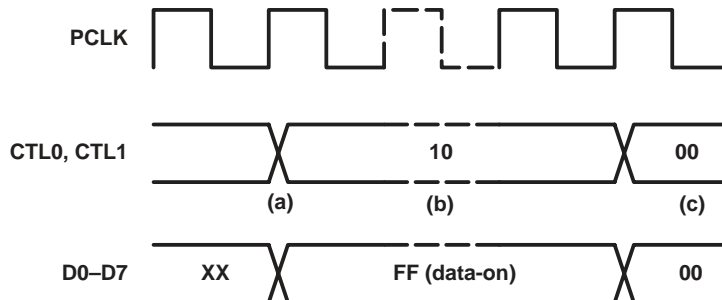 PCLK
CTL0, CTL1 10 00
(a) (b) (c)
D0–D7 XX FF (data-on) 00